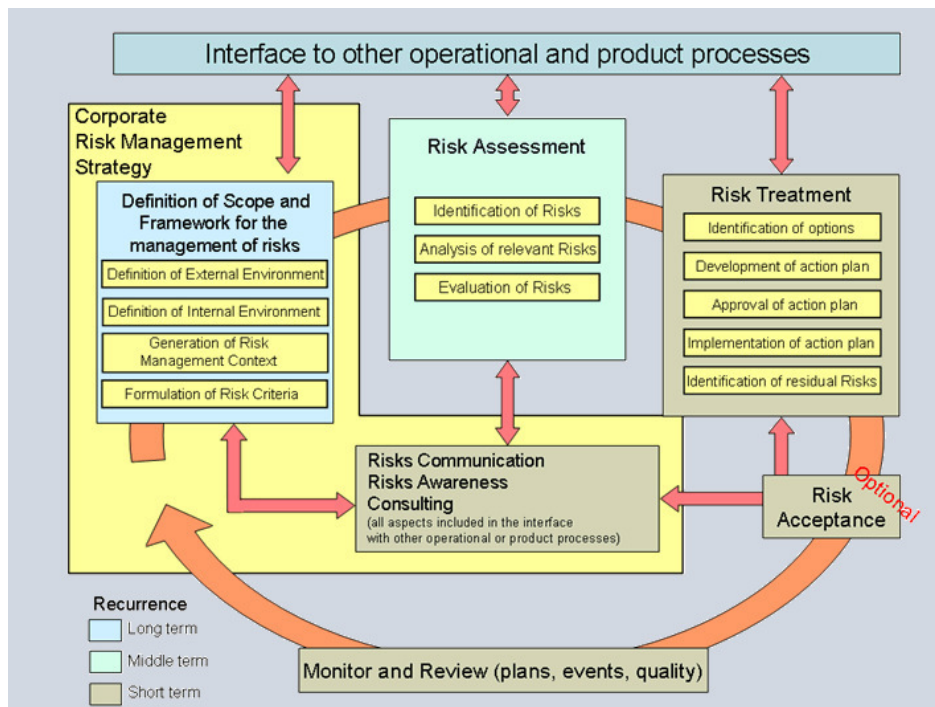 Interface to other operational and product processes
Corporate
Risk Management
Strategy
Definition of Scope and
Framework for the
management of risks
Definition of External Environment
Definition of Internal Environment
Generation of Risk
Management Context
Formulation of Risk Criteria
Risk Assessment
Identification of Risks
Analysis of relevant Risks
Evaluation of Risks
Risk Treatment
Identification of options
Development of action plan
Approval of action plan
Implementation of action plan
Identification of residual Risks
Risks Communication
Risks Awareness
Consulting
(all aspects included in the interface
with other operational or product processes)
Optional
Risk
Acceptance
Recurrence
Long term
Middle term
Short term
Monitor and Review (plans, events, quality)